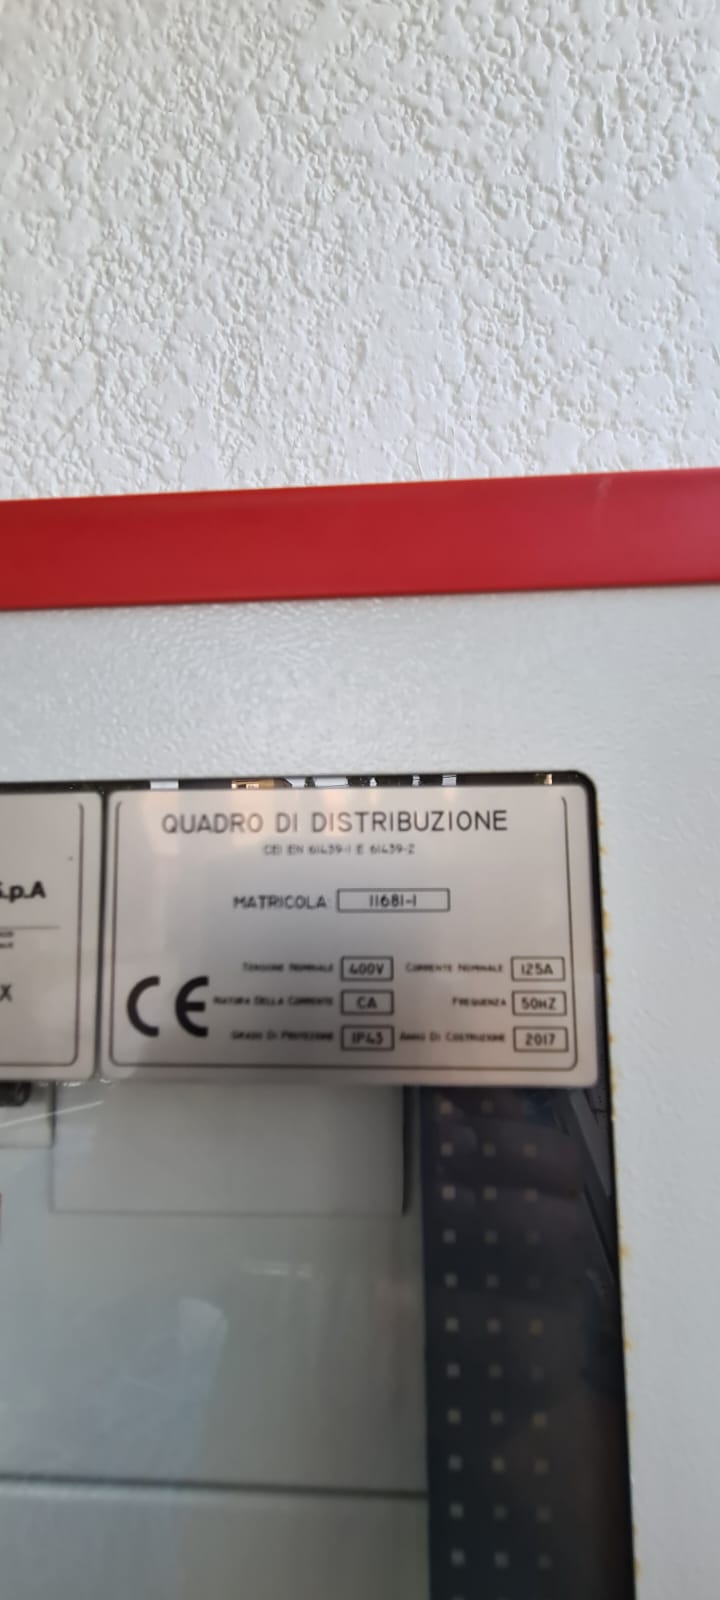 S.p.A
X
QUADRO DI DISTRIBUZIONE
CEI EN 61439-1 E 61439-2
MATRICOLA 11681-1
TENSIONE NOMINALE 400V CORRENTE NOMINALE 125A
CE NATURA DELLA CORRENTE CA FREQUENZA 50HZ
GRADO DI PROTEZIONE IP43 ANNO DI COSTRUZIONE 2017